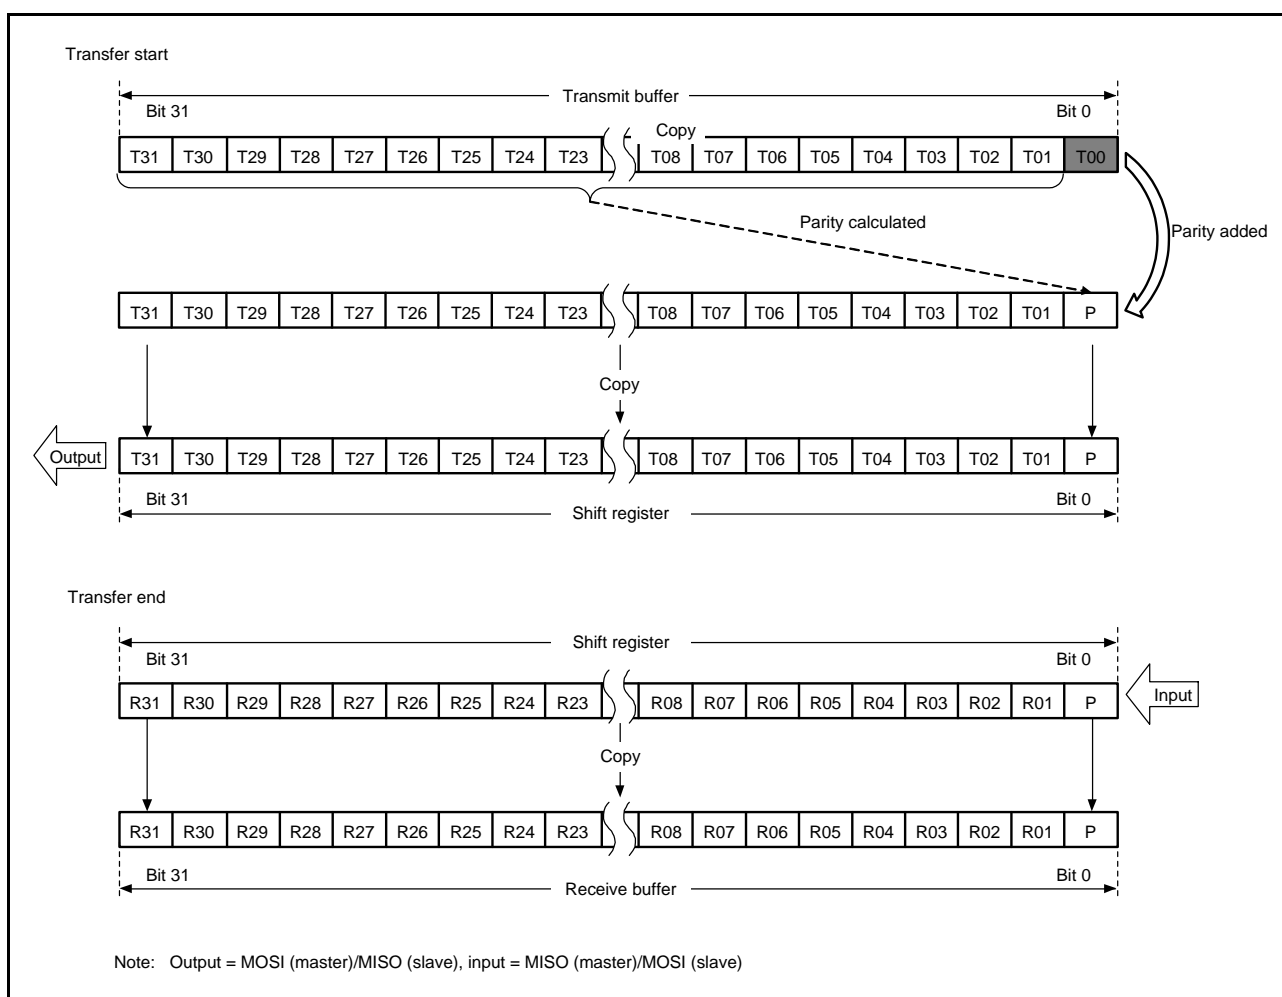 Transfer start
Transmit buffer
Bit 31 Bit 0
Copy
T31 T30 T29 T28 T27 T26 T25 T24 T23 T08 T07 T06 T05 T04 T03 T02 T01 T00
Parity calculated
Parity added
T31 T30 T29 T28 T27 T26 T25 T24 T23 T08 T07 T06 T05 T04 T03 T02 T01 P
Copy
Output T31 T30 T29 T28 T27 T26 T25 T24 T23 T08 T07 T06 T05 T04 T03 T02 T01 P
Bit 31 Bit 0
Shift register
Transfer end
Shift register
Bit 31 Bit 0
R31 R30 R29 R28 R27 R26 R25 R24 R23 R08 R07 R06 R05 R04 R03 R02 R01 P Input
Copy
R31 R30 R29 R28 R27 R26 R25 R24 R23 R08 R07 R06 R05 R04 R03 R02 R01 P
Bit 31 Bit 0
Receive buffer
Note: Output = MOSI (master)/MISO (slave), input = MISO (master)/MOSI (slave)